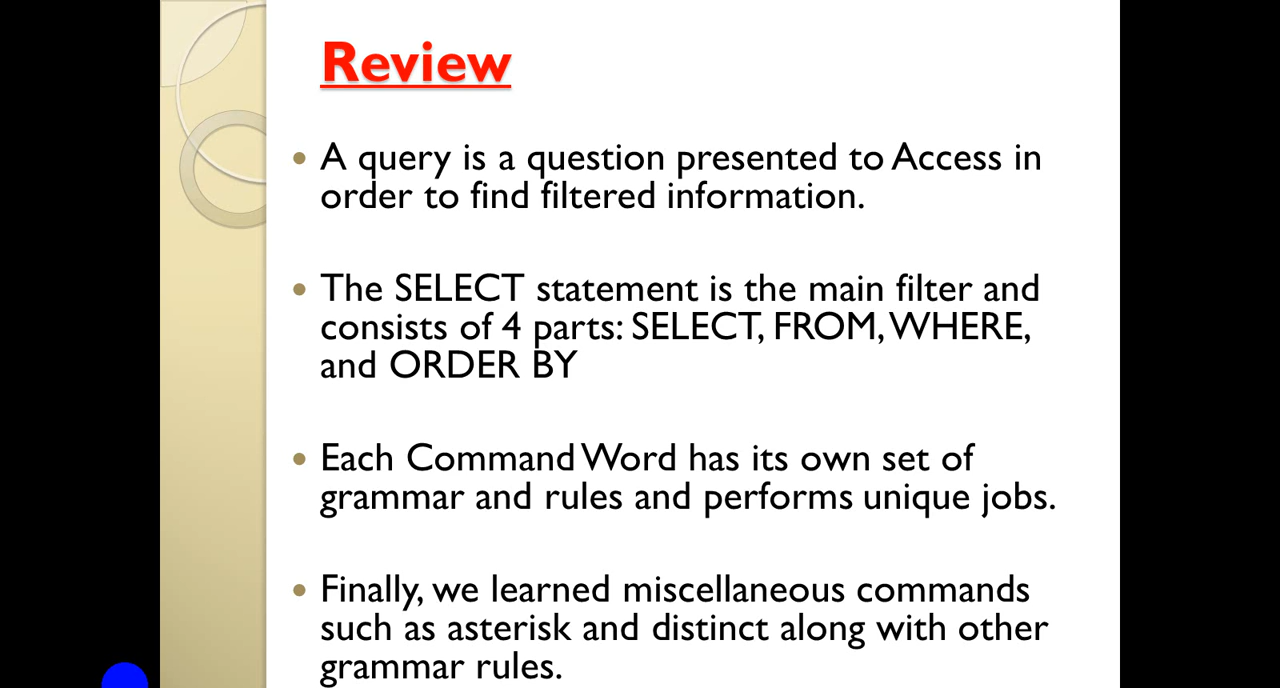 Review
A query is a question presented to Access in
order to find filtered information.
The SELECT statement is the main filter and
consists of 4 parts: SELECT, FROM, WHERE,
and ORDER BY
Each Command Word has its own set of
grammar and rules and performs unique jobs.
Finally, we learned miscellaneous commands
such as asterisk and distinct along with other
grammar rules.